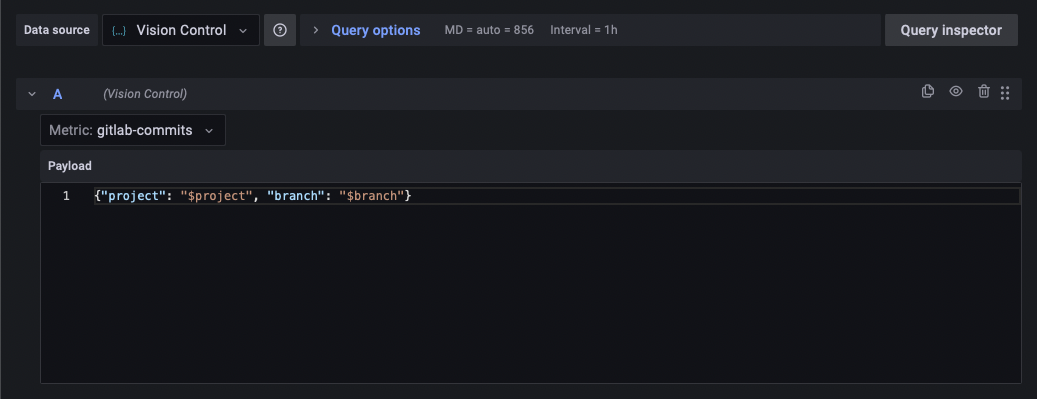 Data source {...} Vision Control Query options MD = auto = 856 Interval = 1h Query inspector
A (Vision Control)
Metric: gitlab-commits
Payload
1 {"project": "$project", "branch": "$branch"}